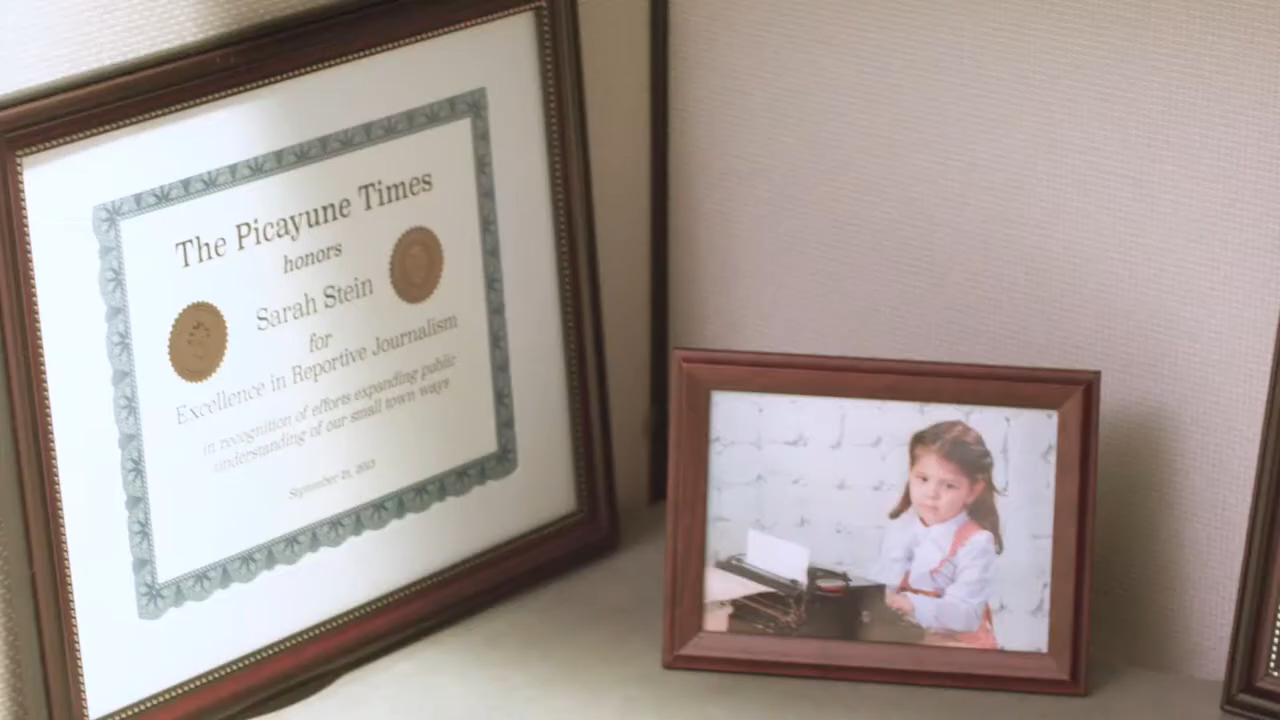 The Picayune Times
honors
Sarah Stein
for
Excellence in Reportive Journalism
in recognition of efforts expanding public
understanding of our small town ways